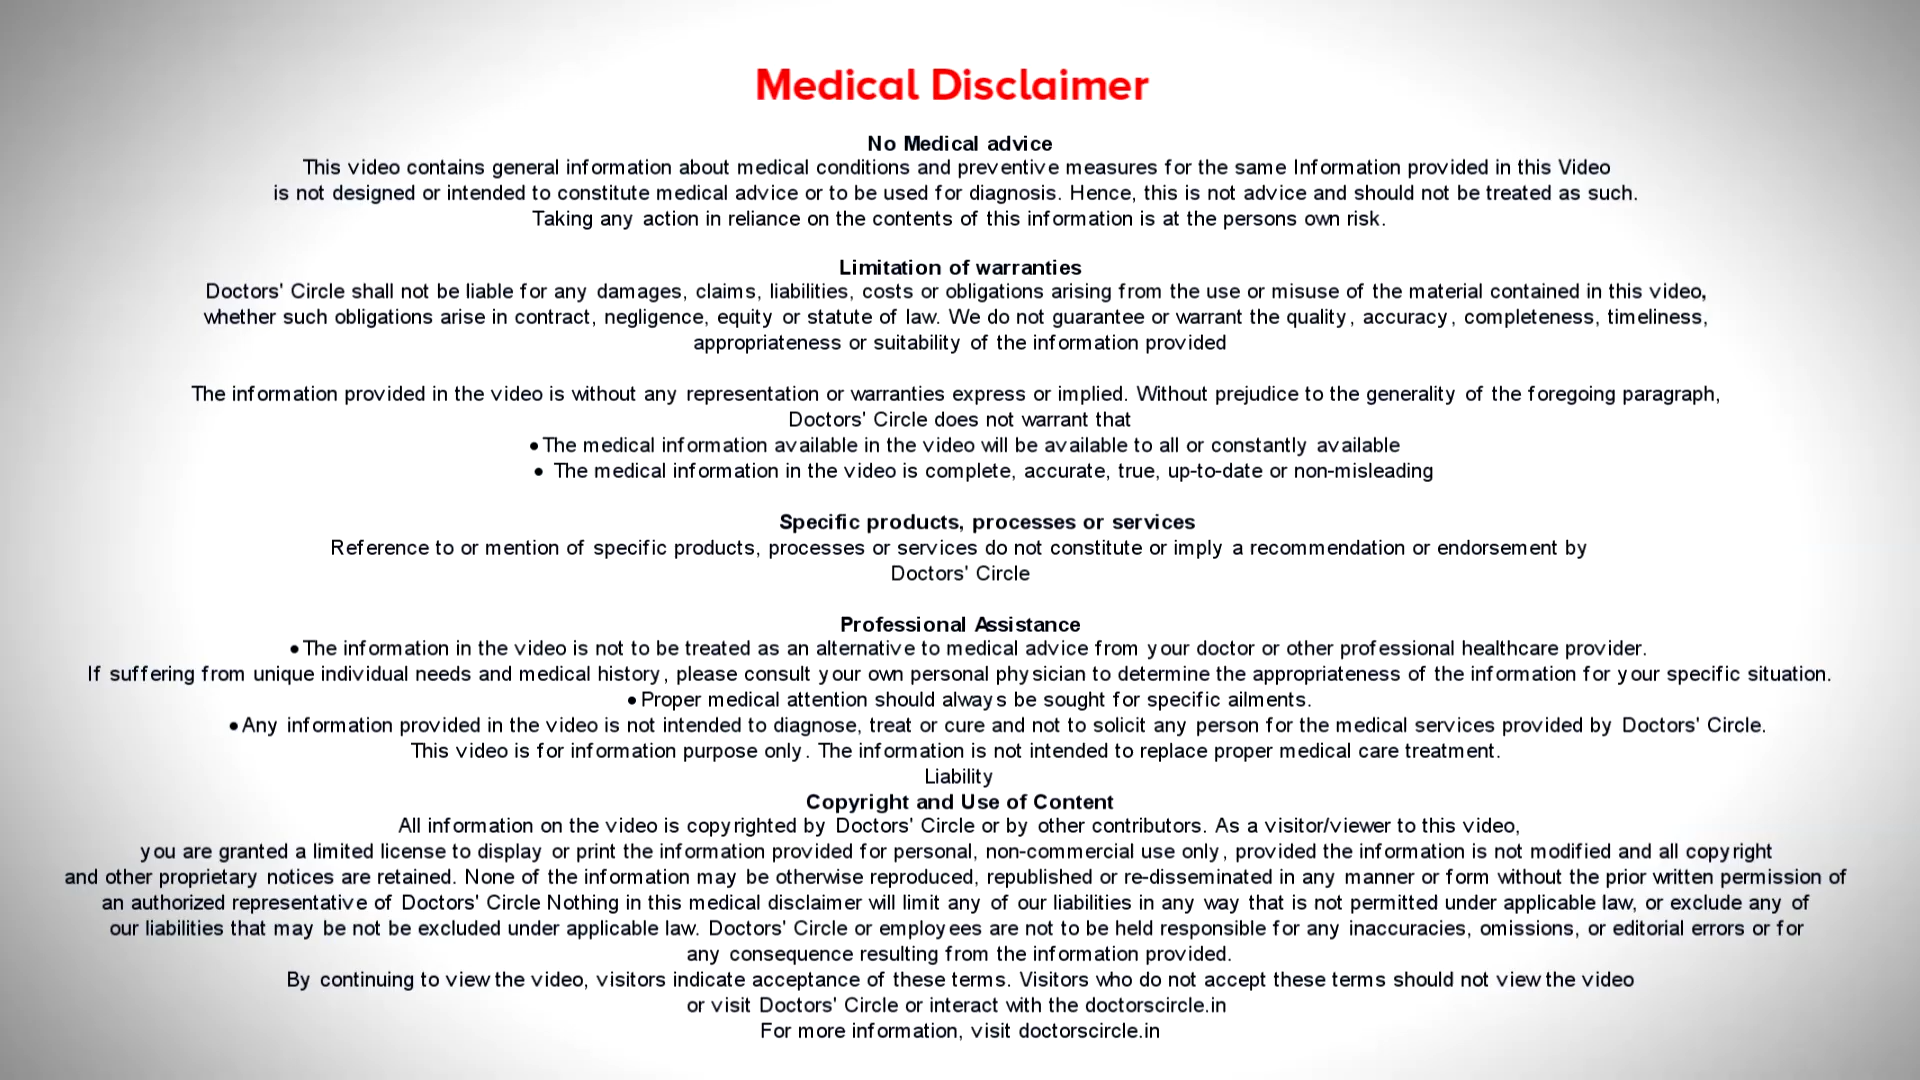 Medical Disclaimer
No Medical advice
This video contains general information about medical conditions and preventive measures for the same Information provided in this Video
is not designed or intended to constitute medical advice or to be used for diagnosis. Hence, this is not advice and should not be treated as such.
Taking any action in reliance on the contents of this information is at the persons own risk.
Limitation of warranties
Doctors' Circle shall not be liable for any damages, claims, liabilities, costs or obligations arising from the use or misuse of the material contained in this video,
whether such obligations arise in contract, negligence, equity or statute of law. We do not guarantee or warrant the quality, accuracy, completeness, timeliness,
appropriateness or suitability of the information provided
The information provided in the video is without any representation or warranties express or implied. Without prejudice to the generality of the foregoing paragraph,
Doctors' Circle does not warrant that
• The medical information available in the video will be available to all or constantly available
• The medical information in the video is complete, accurate, true, up-to-date or non-misleading
Specific products, processes or services
Reference to or mention of specific products, processes or services do not constitute or imply a recommendation or endorsement by
Doctors' Circle
Professional Assistance
• The information in the video is not to be treated as an alternative to medical advice from your doctor or other professional healthcare provider.
If suffering from unique individual needs and medical history, please consult your own personal physician to determine the appropriateness of the information for your specific situation.
• Proper medical attention should always be sought for specific ailments.
• Any information provided in the video is not intended to diagnose, treat or cure and not to solicit any person for the medical services provided by Doctors' Circle.
This video is for information purpose only. The information is not intended to replace proper medical care treatment.
Liability
Copyright and Use of Content
All information on the video is copyrighted by Doctors' Circle or by other contributors. As a visitor/viewer to this video,
you are granted a limited license to display or print the information provided for personal, non-commercial use only, provided the information is not modified and all copyright
and other proprietary notices are retained. None of the information may be otherwise reproduced, republished or re-disseminated in any manner or form without the prior written permission of
an authorized representative of Doctors' Circle Nothing in this medical disclaimer will limit any of our liabilities in any way that is not permitted under applicable law, or exclude any of
our liabilities that may be not be excluded under applicable law. Doctors' Circle or employees are not to be held responsible for any inaccuracies, omissions, or editorial errors or for
any consequence resulting from the information provided.
By continuing to view the video, visitors indicate acceptance of these terms. Visitors who do not accept these terms should not view the video
or visit Doctors' Circle or interact with the doctorscircle.in
For more information, visit doctorscircle.in